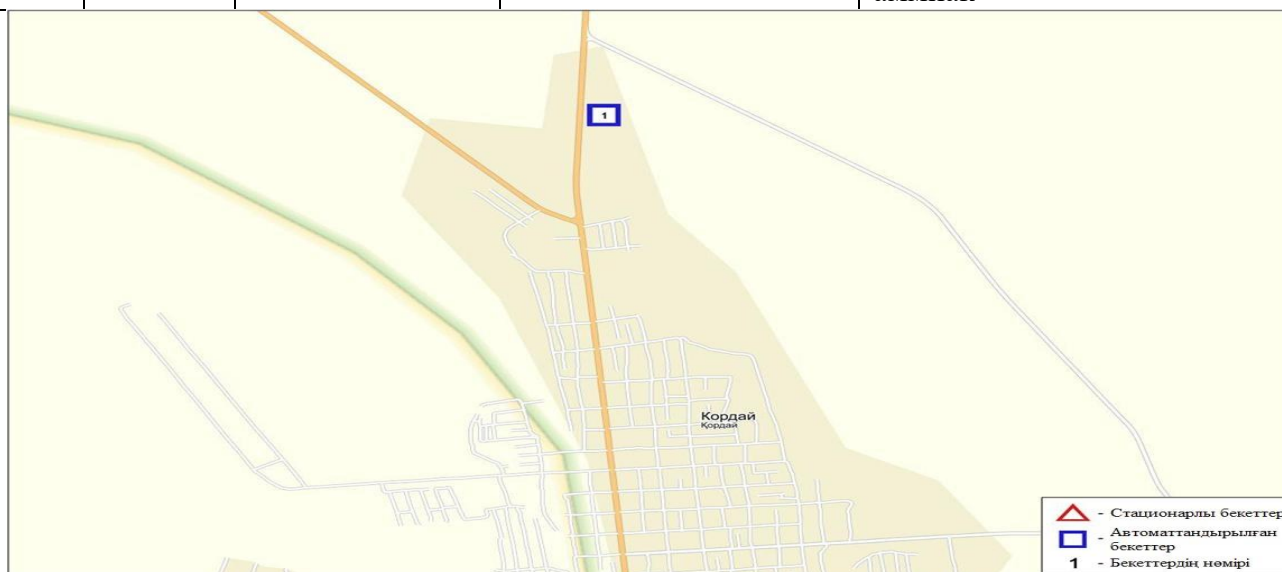 1
Кордай
Қордай
- Стационарлы бекеттер
- Автоматтандырылған
бекеттер
1 - Бекеттердің нөмірі